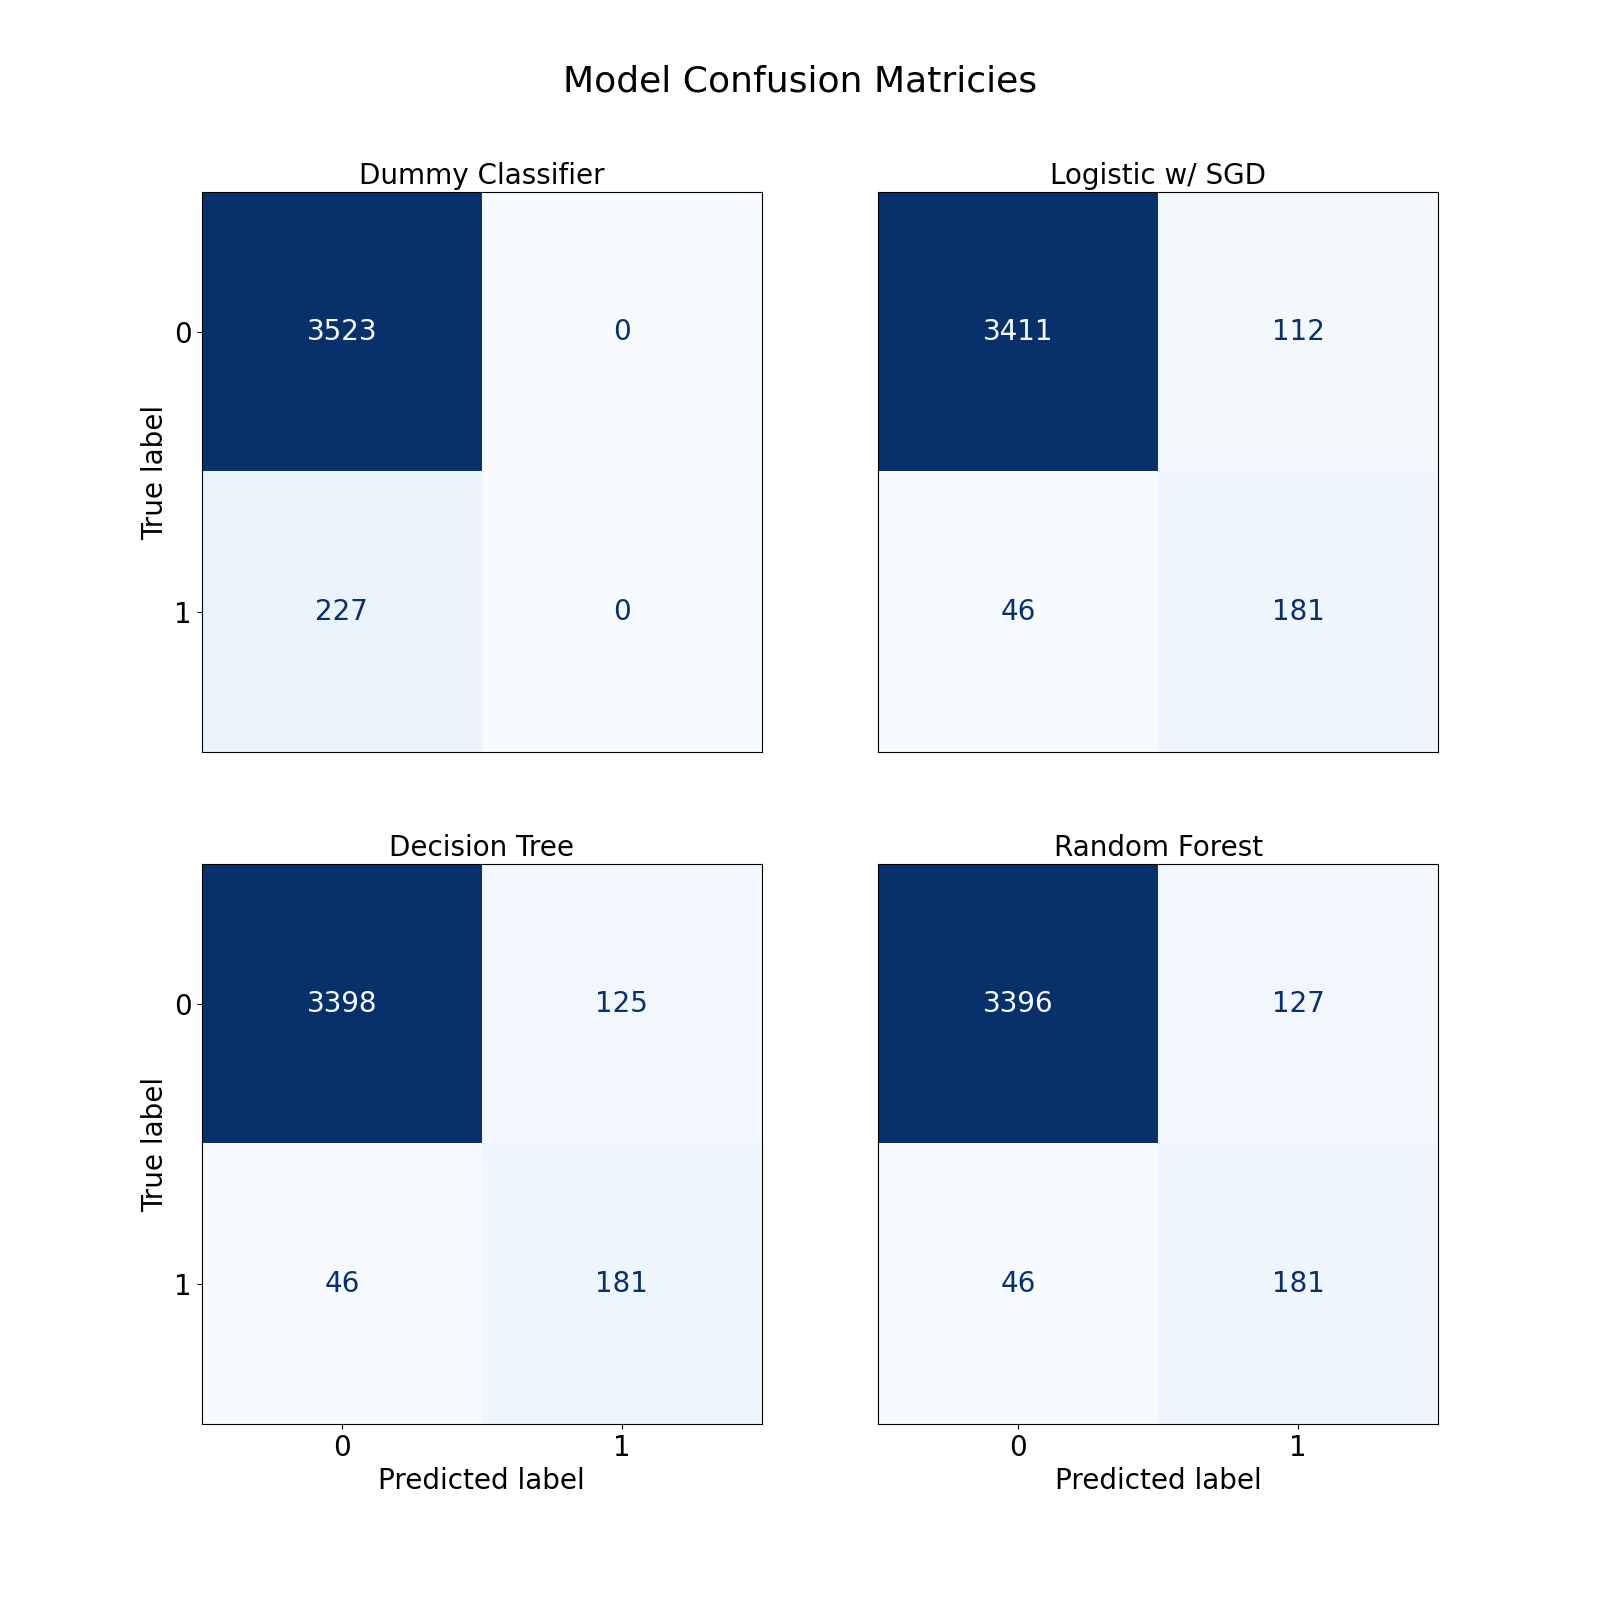 Model Confusion Matricies
Dummy Classifier
Logistic w/ SGD
0
3523
0
3411
112
True label
1
227
0
46
181
Decision Tree
Random Forest
0
3398
125
3396
127
True label
1
46
181
46
181
0
1
0
1
Predicted label
Predicted label